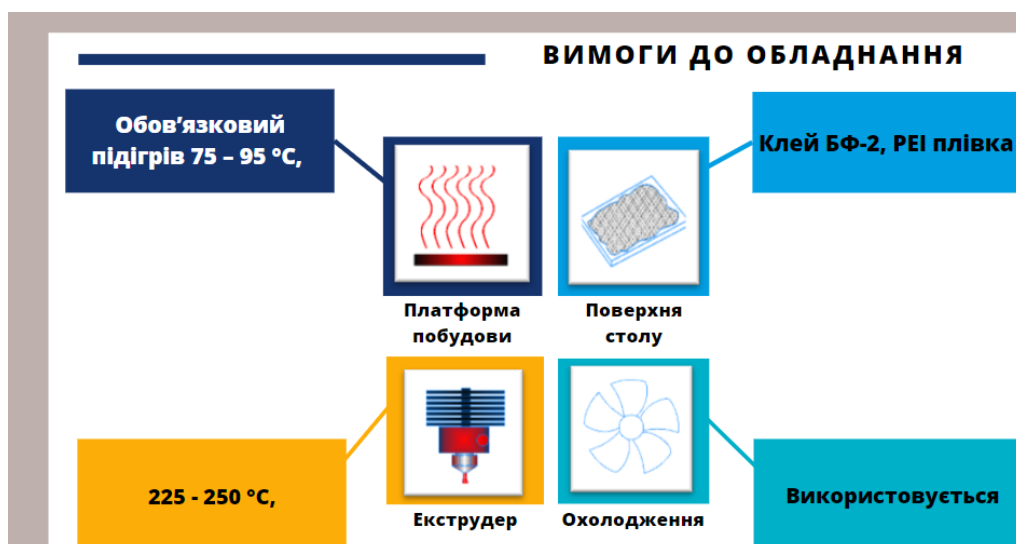 ВИМОГИ ДО ОБЛАДНАННЯ
Обов’язковий
підігрів 75 – 95 °C,
Клей БФ-2, PEI плівка
Платформа
побудови
Поверхня
столу
225 - 250 °C,
Екструдер
Охолодження
Використовується